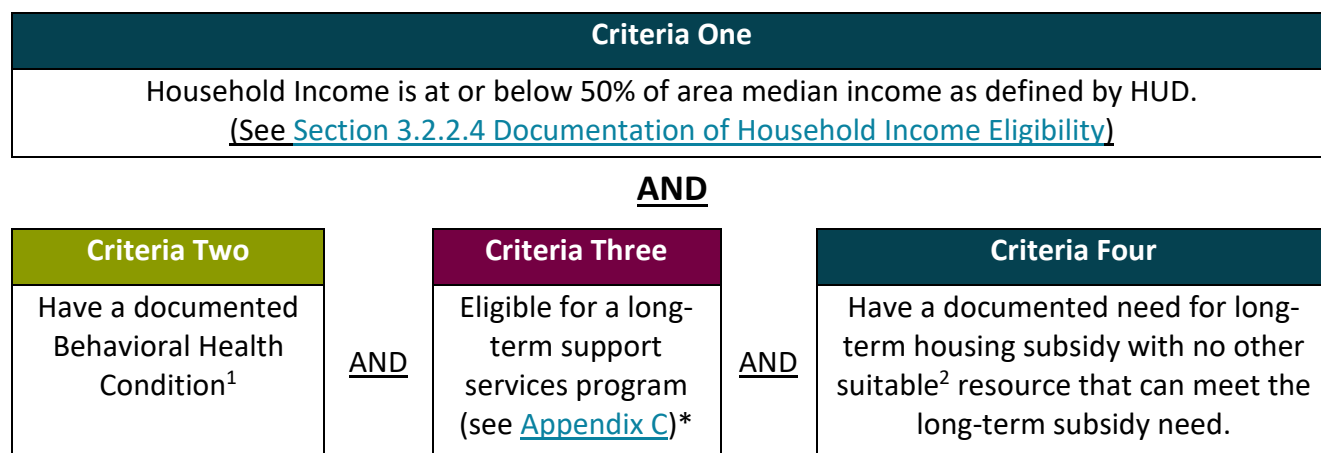 Criteria One
Household Income is at or below 50% of area median income as defined by HUD.
(See Section 3.2.2.4 Documentation of Household Income Eligibility)
AND
Criteria Two
Have a documented
Behavioral Health
Condition1
AND
Criteria Three
Eligible for a long-
term support
services program
(see Appendix C)*
AND
Criteria Four
Have a documented need for long-
term housing subsidy with no other
suitable2 resource that can meet the
long-term subsidy need.